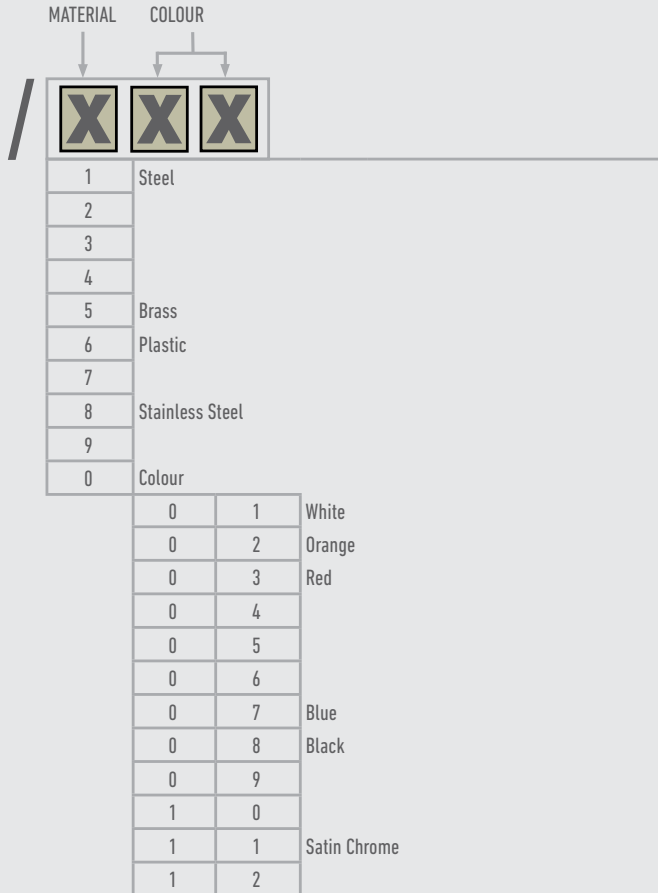 MATERIAL COLOUR
/ X X X
1 Steel
2
3
4
5 Brass
6 Plastic
7
8 Stainless Steel
9
0 Colour
0 1 White
0 2 Orange
0 3 Red
0 4
0 5
0 6
0 7 Blue
0 8 Black
0 9
1 0
1 1 Satin Chrome
1 2